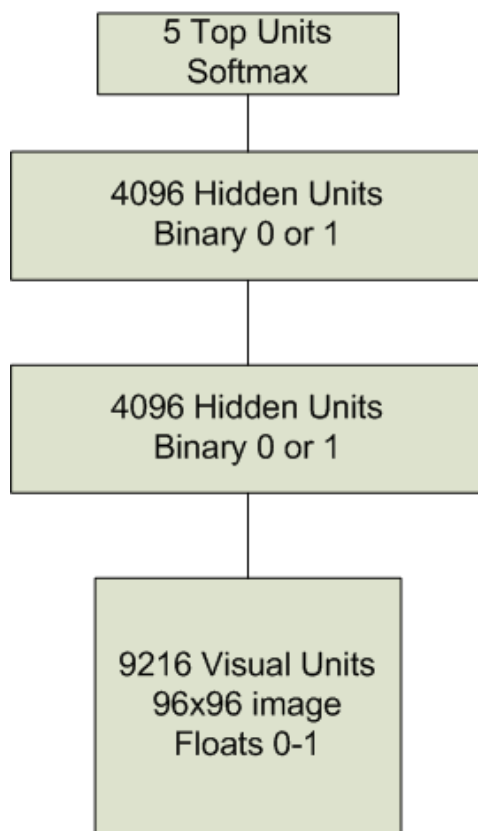 5 Top Units
Softmax
4096 Hidden Units
Binary 0 or 1
4096 Hidden Units
Binary 0 or 1
9216 Visual Units
96x96 image
Floats 0-1